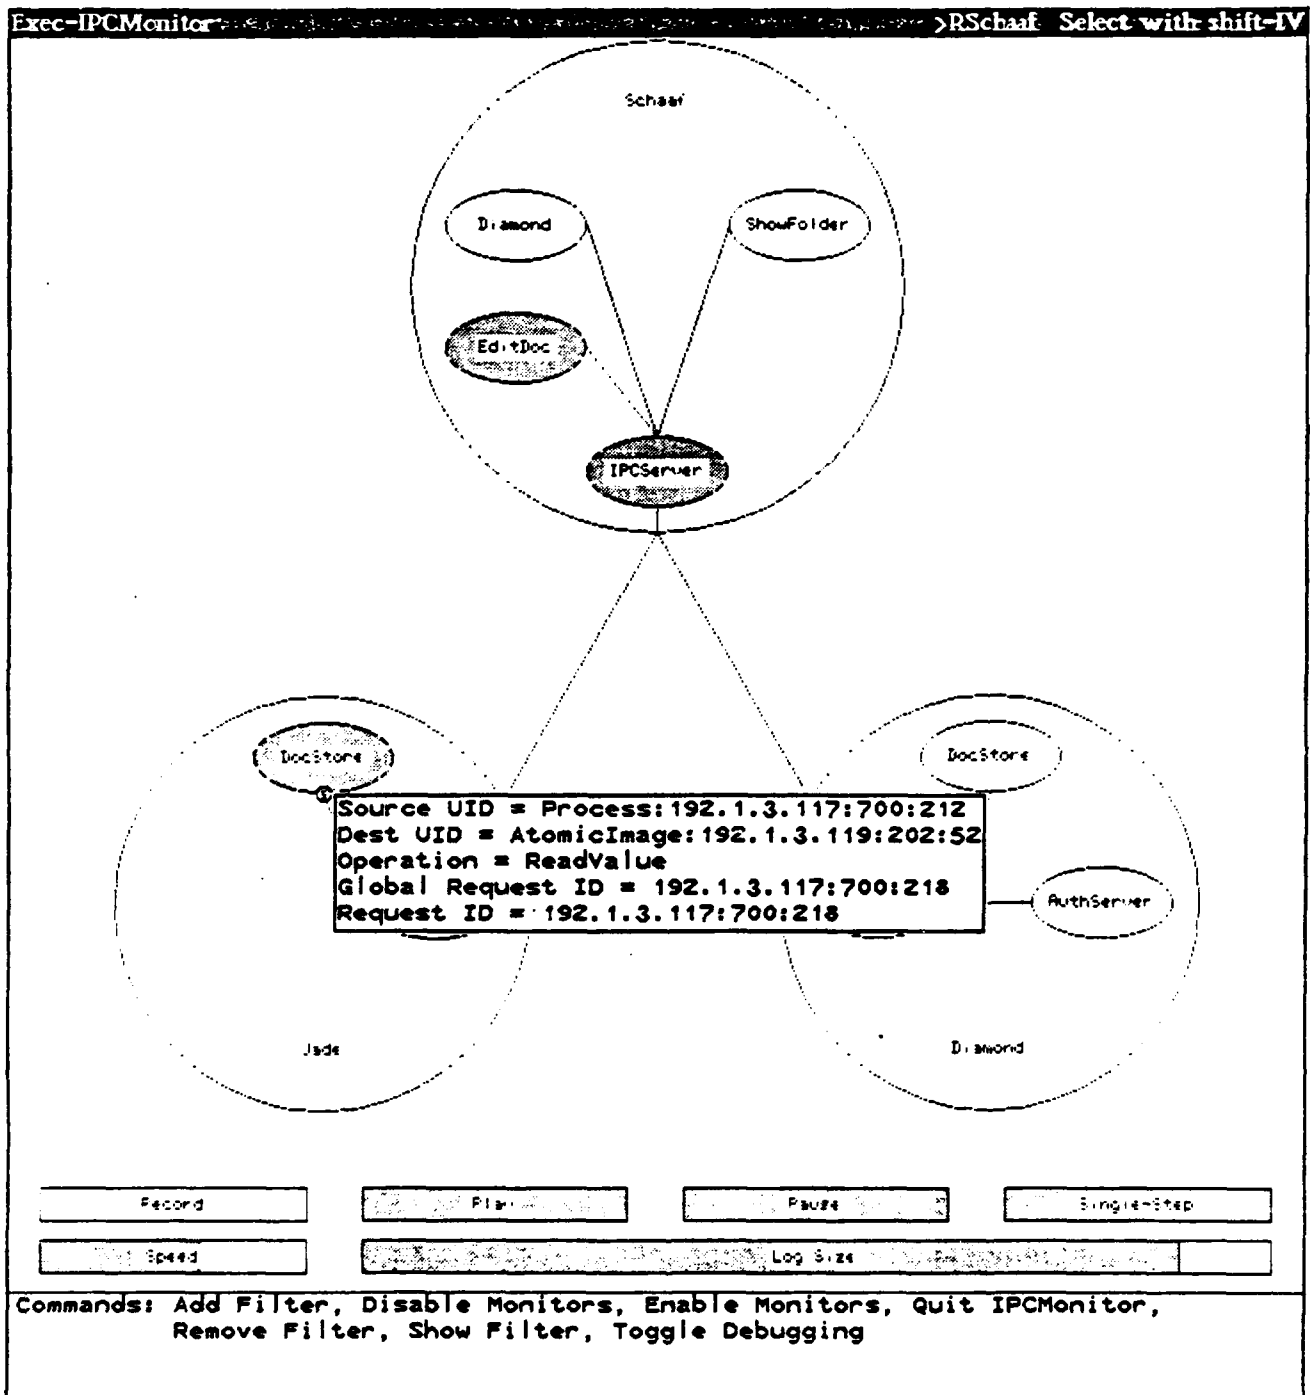 Exec-IPCMonitor >RSchaaf Select with shift-LV
Schaaf
Diamond ShowFolder
EditDoc
IPCServer
DocStore DocStore
Source UID = Process:192.1.3.117:700:212
Dest UID = AtomicImage:192.1.3.119:202:52
Operation = ReadValue
Global Request ID = 192.1.3.117:700:218
Request ID = 192.1.3.117:700:218
AuthServer
Jade Diamond
Record Play Pause Single-Step
Speed Log Size
Commands: Add Filter, Disable Monitors, Enable Monitors, Quit IPCMonitor,
Remove Filter, Show Filter, Toggle Debugging